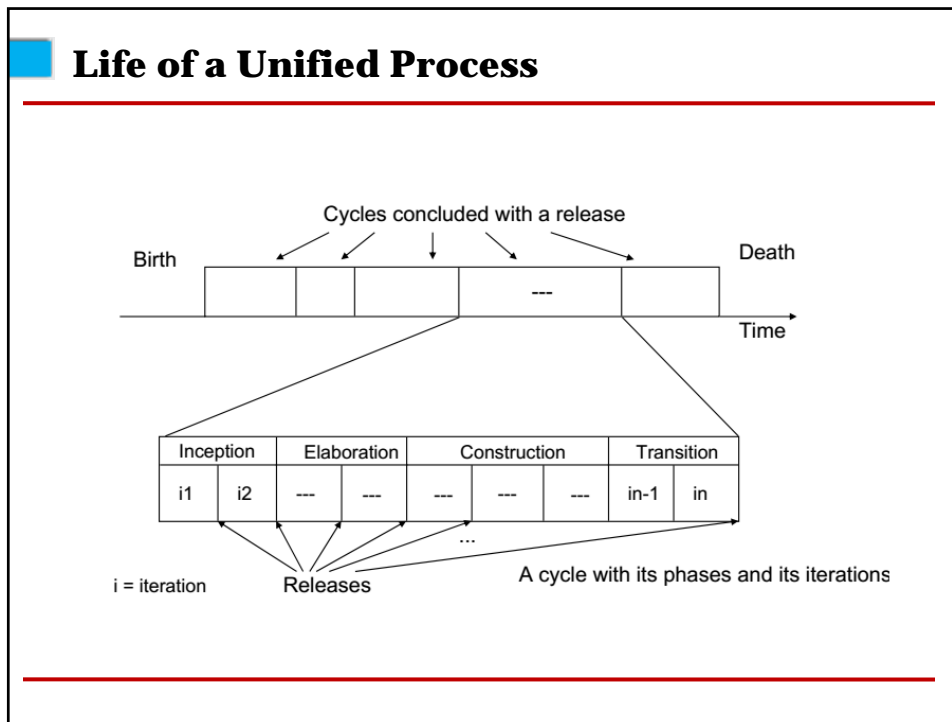 Life of a Unified Process
Cycles concluded with a release
Birth
Death
---
Time
Inception Elaboration Construction Transition
i1 i2 --- --- --- --- --- in-1 in
...
i = iteration
Releases
A cycle with its phases and its iterations